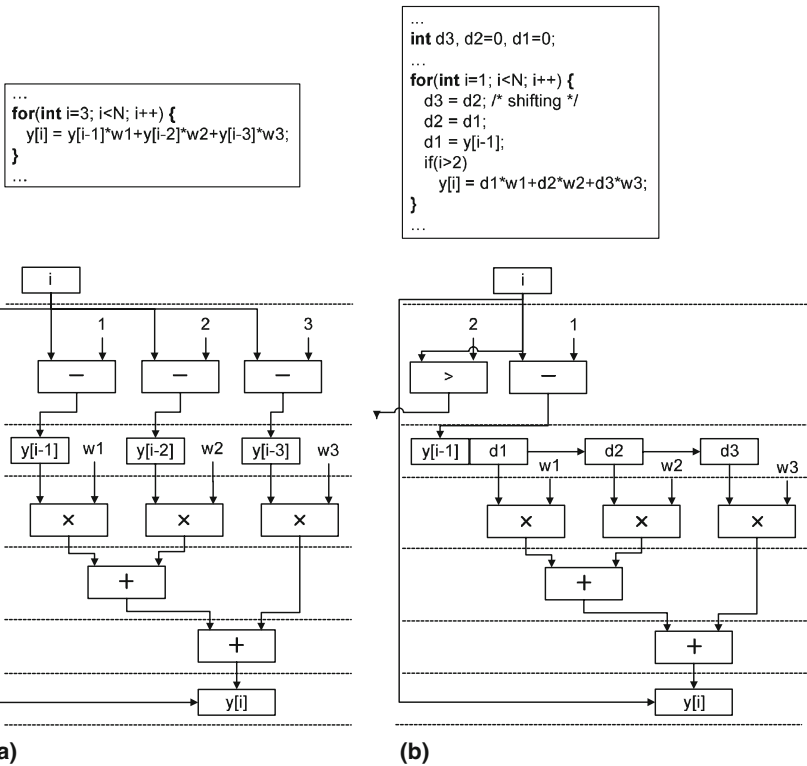 ...
for(int i=3; i<N; i++) {
y[i] = y[i-1]*w1+y[i-2]*w2+y[i-3]*w3;
}
...
...
int d3, d2=0, d1=0;
...
for(int i=1; i<N; i++) {
d3 = d2; /* shifting */
d2 = d1;
d1 = y[i-1];
if(i>2)
y[i] = d1*w1+d2*w2+d3*w3;
}
...
i
1 2 3
− − −
y[i-1] w1 y[i-2] w2 y[i-3] w3
× × ×
+
+
y[i]
a)
i
2 1
> −
y[i-1] d1 d2 d3
w1 w2 w3
× × ×
+
+
y[i]
(b)